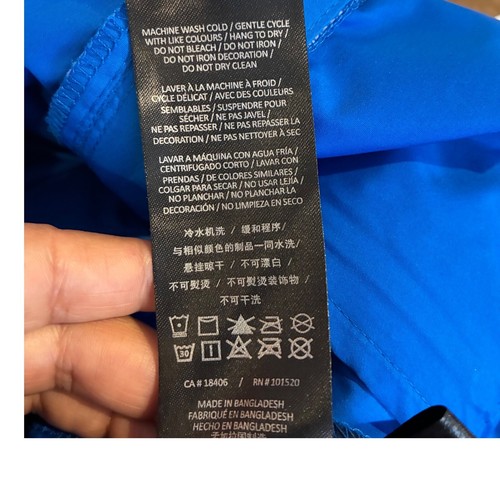 MACHINE WASH COLD / GENTLE CYCLE
WITH LIKE COLOURS / HANG TO DRY /
DO NOT BLEACH / DO NOT IRON /
DO NOT IRON DECORATION /
DO NOT DRY CLEAN
LAVER À LA MACHINE À FROID /
CYCLE DÉLICAT / AVEC DES COULEURS
SEMBLABLES / SUSPENDRE POUR
SÉCHER / NE PAS JAVEL /
NE PAS REPASSER / NE PAS REPASSER LA
DECORATION / NE PAS NETTOYER À SEC
LAVAR A MÁQUINA CON AGUA FRÍA /
CENTRIFUGADO CORTO / LAVAR CON
PRENDAS / DE COLORES SIMILARES /
COLGAR PARA SECAR / NO USAR LEJÍA /
NO PLANCHAR / NO PLANCHAR LA
DECORACIÓN / NO LIMPIEZA EN SECO
冷水机洗 / 缓和程序 /
与相似颜色的制品一同水洗 /
悬挂晾干 / 不可漂白 /
不可熨烫 / 不可熨烫装饰物 /
不可干洗
30
CA # 18406 / RN # 101520
MADE IN BANGLADESH
FABRIQUÉ EN BANGLADESH
HECHO EN BANGLADESH
孟加拉国制造